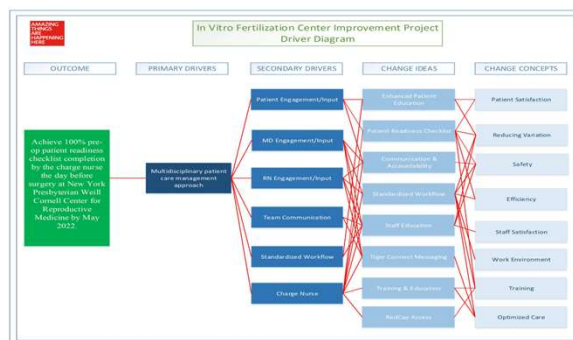 AMAZING
THINGS
ARE
HAPPENING
HERE
In Vitro Fertilization Center Improvement Project
Driver Diagram
OUTCOME
PRIMARY DRIVERS
SECONDARY DRIVERS
CHANGE IDEAS
CHANGE CONCEPTS
Achieve 100% pre-
op patient readiness
checklist completion
by the charge nurse
the day before
surgery at New York
Presbyterian Weill
Cornell Center for
Reproductive
Medicine by May
2022.
Multidisciplinary patient
care management
approach
Patient Engagement/Input
MD Engagement/Input
RN Engagement/Input
Team Communication
Standardized Workflow
Charge Nurse
Enhanced Patient
Education
Patient Readiness Checklist
Communication &
Accountability
Standardized Workflow
Staff Education
Tiger Connect Messaging
Training & Education
RedCap Access
Patient Satisfaction
Reducing Variation
Safety
Efficiency
Staff Satisfaction
Work Environment
Training
Optimized Care